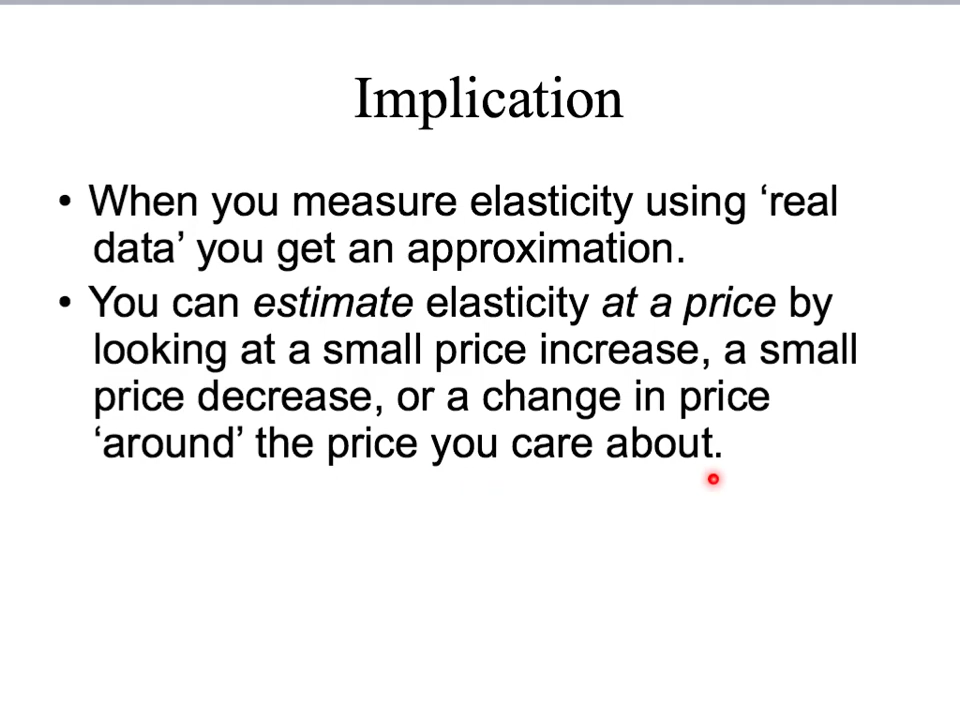 Implication
• When you measure elasticity using ‘real
data’ you get an approximation.
• You can estimate elasticity at a price by
looking at a small price increase, a small
price decrease, or a change in price
‘around’ the price you care about.